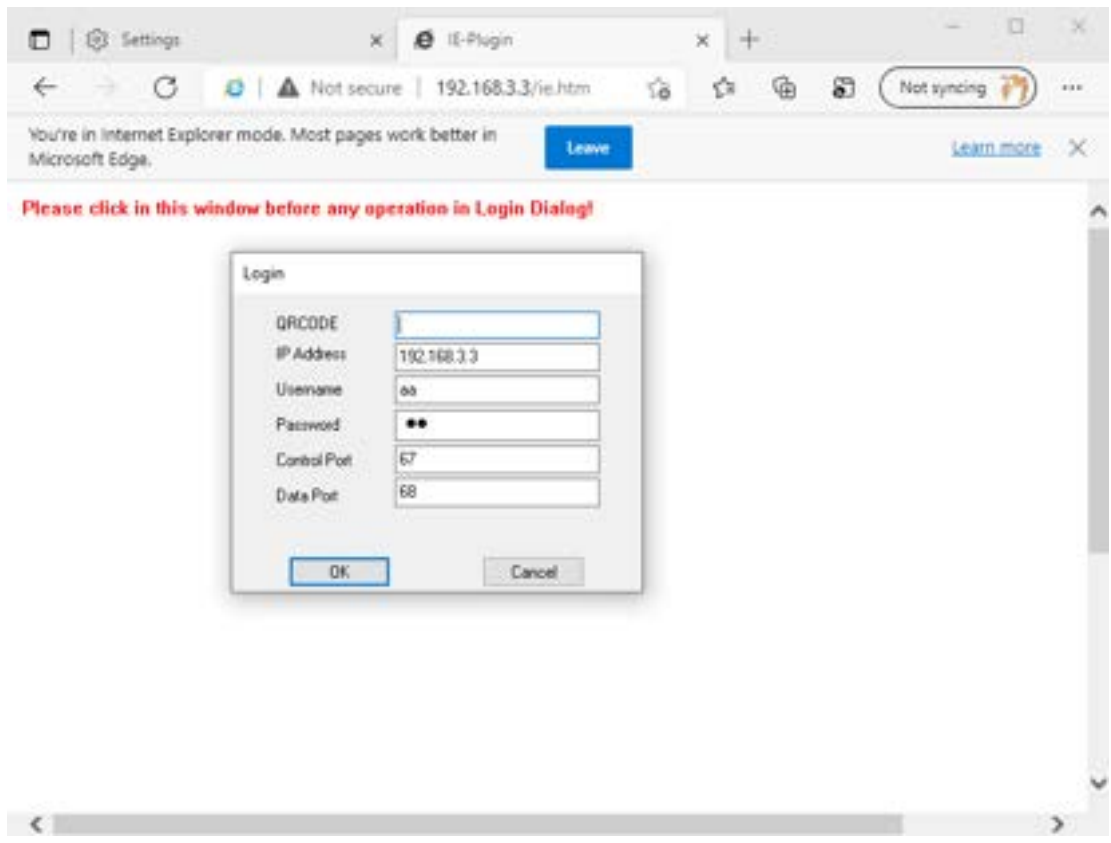 Settings
IE-Plugin
Not secure | 192.168.3.3/ie.htm
Not syncing
You're in Internet Explorer mode. Most pages work better in
Microsoft Edge.
Leave
Learn more
Please click in this window before any operation in Login Dialog!
Login
QRCODE
IP Address 192.168.3.3
Username aa
Password ●●
Control Port 67
Data Port 68
OK Cancel